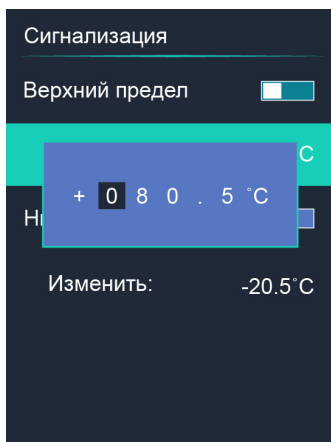 Сигнализация
Верхний предел
C
+ 0 8 0 . 5 °C
Изменить: -20.5°C